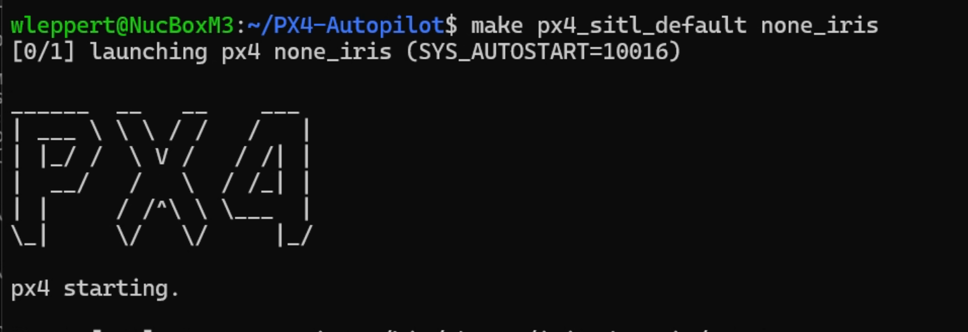 wleppert@NucBoxM3:~/PX4-Autopilot$ make px4_sitl_default none_iris
[0/1] launching px4 none_iris (SYS_AUTOSTART=10016)
______  __   __    ___
| ___ \ \ \ / /   /   |
| |_/ /  \ V /   / /| |
|  __/   /   \  / /_| |
| |     / /^\ \ \___  |
\_|     \/   \/     |_/
px4 starting.